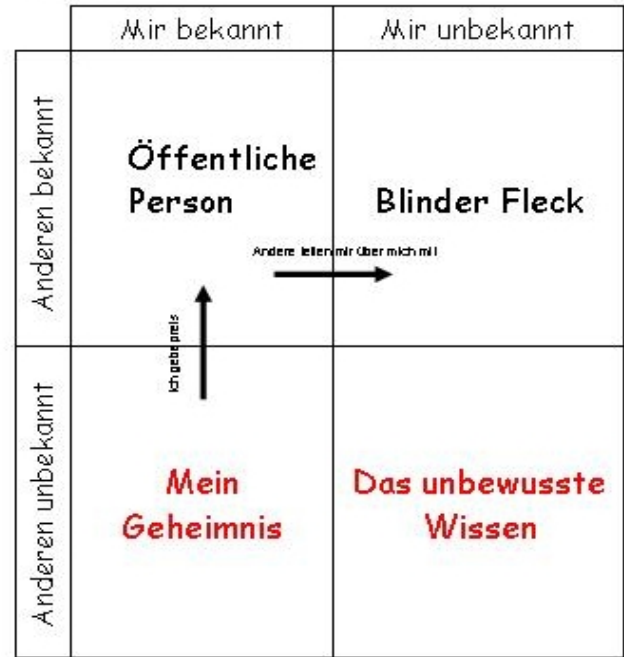 Mir bekannt
Mir unbekannt
Anderen bekannt
Öffentliche
Person
Blinder Fleck
Andere teilen mir über mich mit
Ich gebe preis
Anderen unbekannt
Mein
Geheimnis
Das unbewusste
Wissen